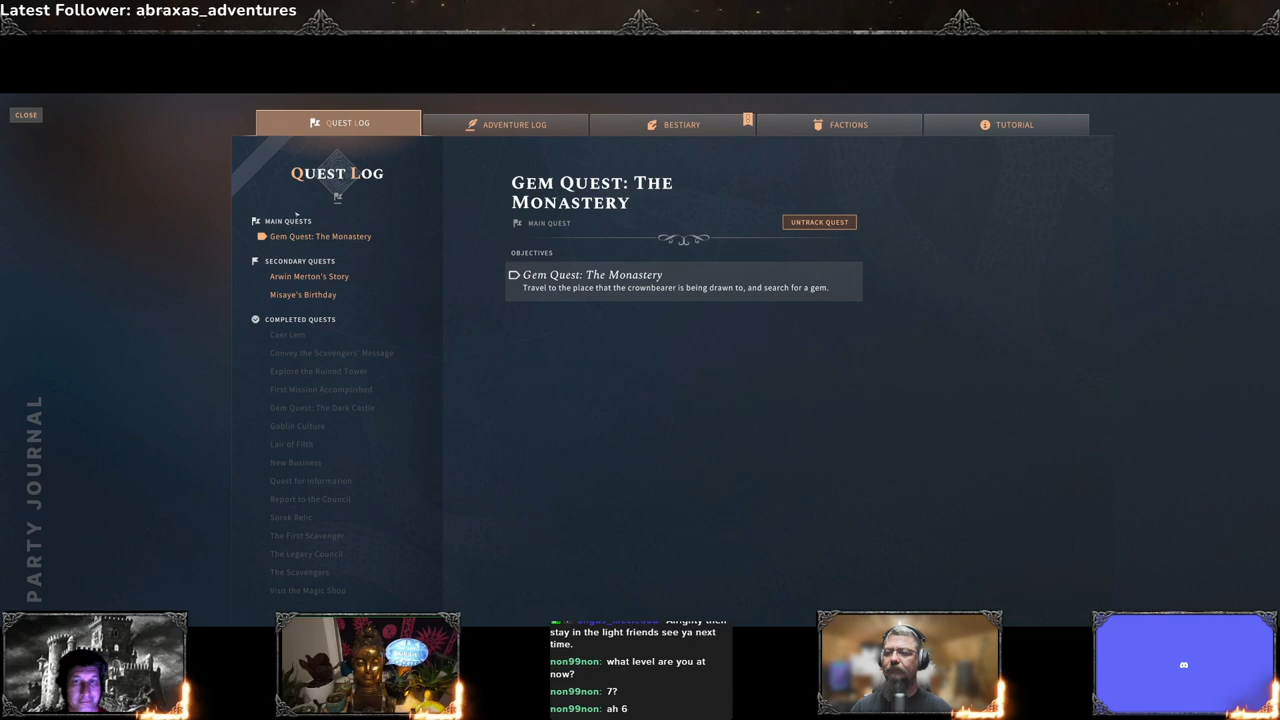 Latest Follower: abraxas_adventures
CLOSE
QUEST LOG
ADVENTURE LOG
BESTIARY
FACTIONS
TUTORIAL
QUEST LOG
MAIN QUESTS
Gem Quest: The Monastery
SECONDARY QUESTS
Arwin Merton's Story
Misaye's Birthday
COMPLETED QUESTS
Caer Lem
Convey the Scavengers' Message
Explore the Ruined Tower
First Mission Accomplished
Gem Quest: The Dark Castle
Goblin Culture
Lair of Filth
New Business
Quest for Information
Report to the Council
Sorak Relic
The First Scavenger
The Legacy Council
The Scavengers
Visit the Magic Shop
GEM QUEST: THE
MONASTERY
MAIN QUEST
UNTRACK QUEST
OBJECTIVES
Gem Quest: The Monastery
Travel to the place that the crownbearer is being drawn to, and search for a gem.
PARTY JOURNAL
Alrighty then
stay in the light friends see ya next
time.
non99non: what level are you at
now?
non99non: 7?
non99non: ah 6